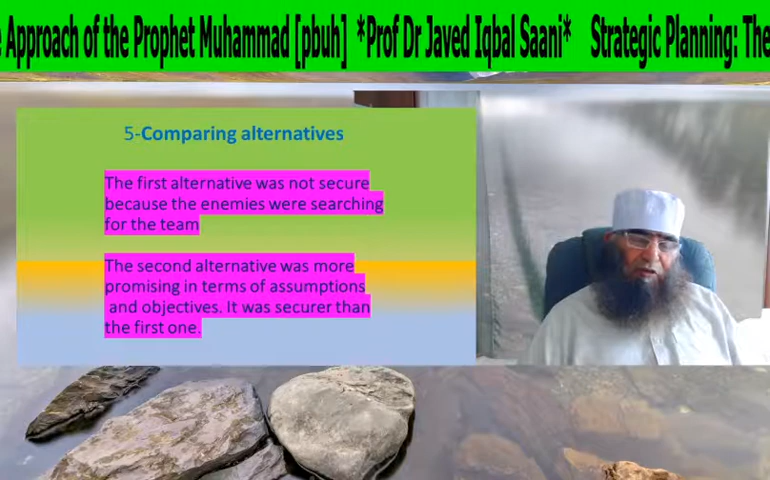 Approach of the Prophet Muhammad [pbuh] *Prof Dr Javed Iqbal Saani* Strategic Planning: The
5-Comparing alternatives
The first alternative was not secure
because the enemies were searching
for the team
The second alternative was more
promising in terms of assumptions
and objectives. It was securer than
the first one.